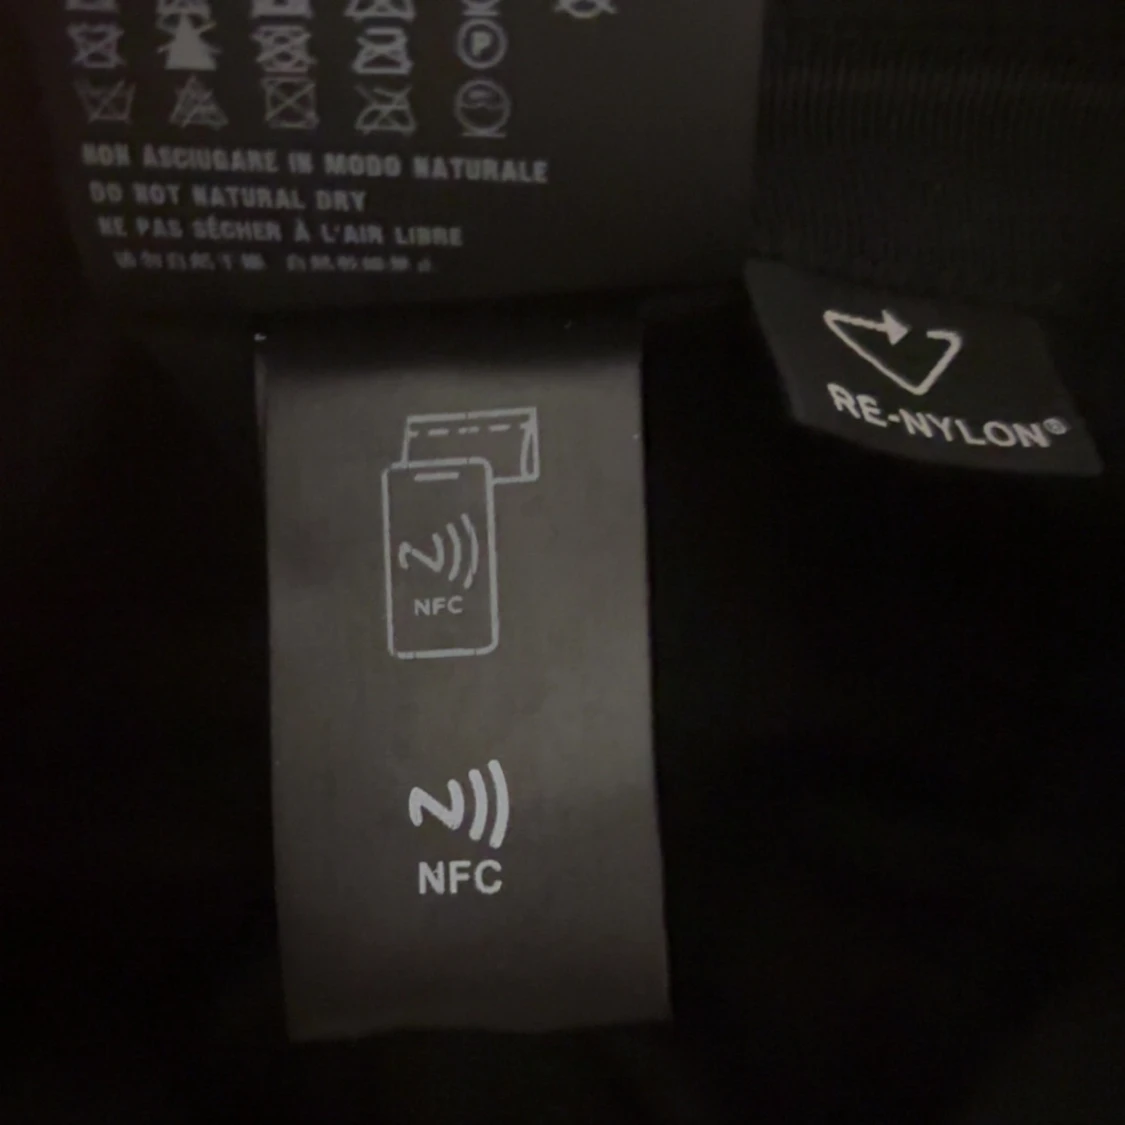 P
NON ASCIUGARE IN MODO NATURALE
DO NOT NATURAL DRY
NE PAS SÉCHER À L'AIR LIBRE
RE-NYLON®
NFC
NFC